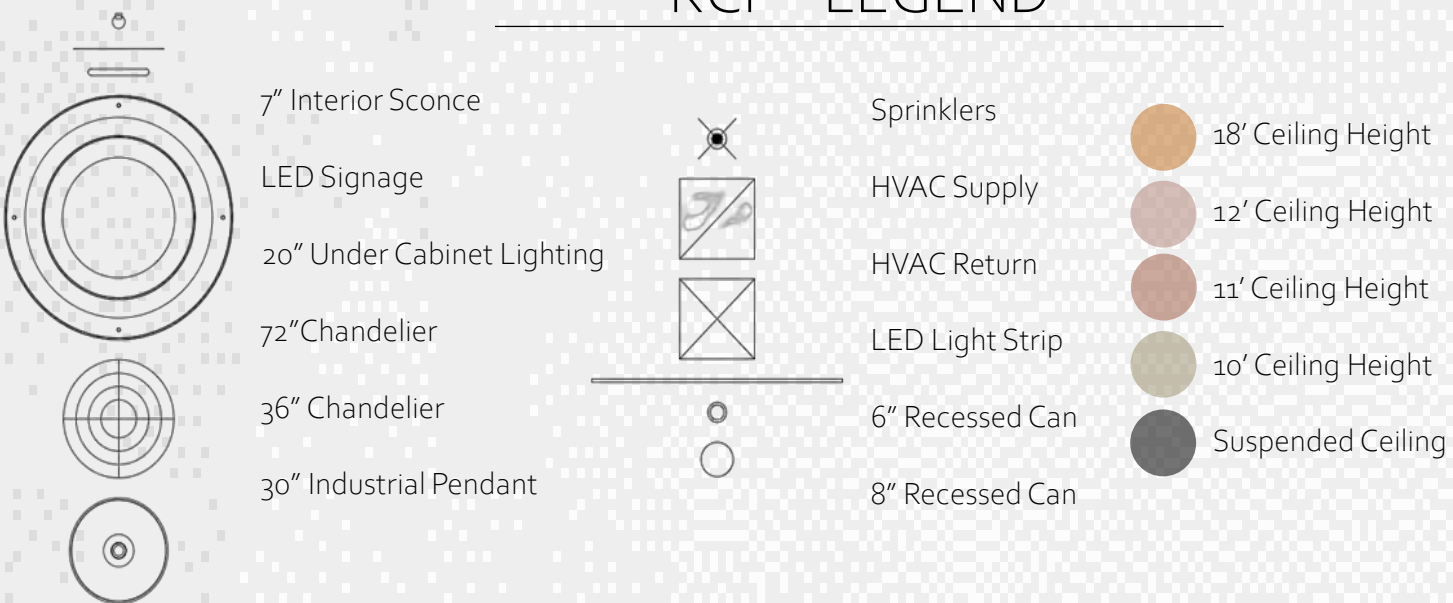 RCP LEGEND
7" Interior Sconce
LED Signage
20" Under Cabinet Lighting
72"Chandelier
36" Chandelier
30" Industrial Pendant
Sprinklers
HVAC Supply
HVAC Return
LED Light Strip
6" Recessed Can
8" Recessed Can
18' Ceiling Height
12' Ceiling Height
11' Ceiling Height
10' Ceiling Height
Suspended Ceiling